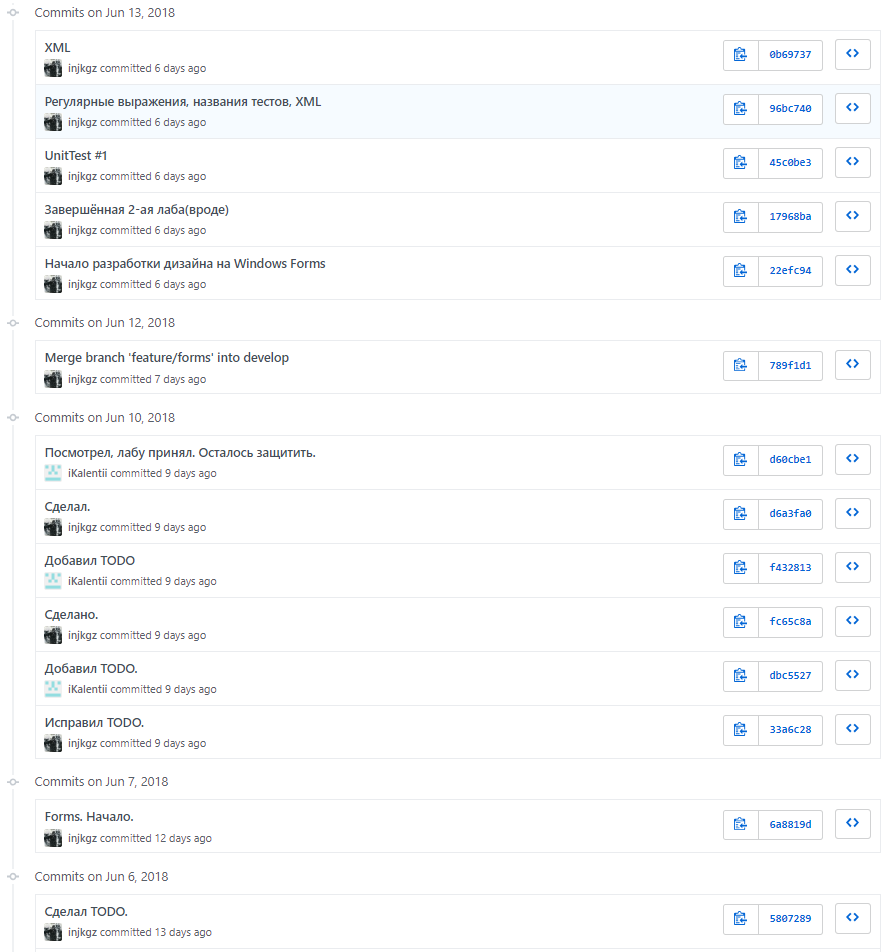 Commits on Jun 13, 2018
XML
injkgz committed 6 days ago
0b69737
Регулярные выражения, названия тестов, XML
injkgz committed 6 days ago
96bc740
UnitTest #1
injkgz committed 6 days ago
45c0be3
Завершённая 2-ая лаба(вроде)
injkgz committed 6 days ago
17968ba
Начало разработки дизайна на Windows Forms
injkgz committed 6 days ago
22efc94
Commits on Jun 12, 2018
Merge branch 'feature/forms' into develop
injkgz committed 7 days ago
789f1d1
Commits on Jun 10, 2018
Посмотрел, лабу принял. Осталось защитить.
iKalentii committed 9 days ago
d60cbe1
Сделал.
injkgz committed 9 days ago
d6a3fa0
Добавил TODO
iKalentii committed 9 days ago
f432813
Сделано.
injkgz committed 9 days ago
fc65c8a
Добавил TODO.
iKalentii committed 9 days ago
dbc5527
Исправил TODO.
injkgz committed 9 days ago
33a6c28
Commits on Jun 7, 2018
Forms. Начало.
injkgz committed 12 days ago
6a8819d
Commits on Jun 6, 2018
Сделал TODO.
injkgz committed 13 days ago
5807289